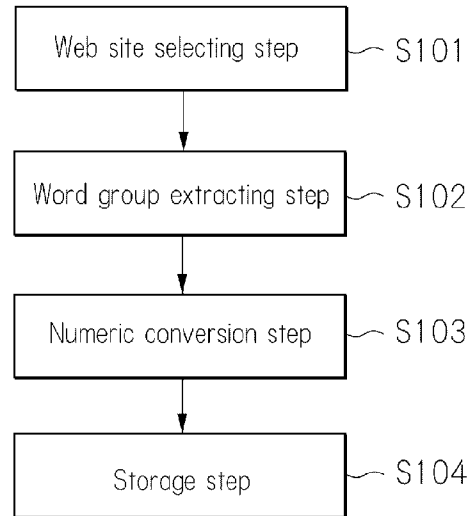 Web site selecting step S101
Word group extracting step S102
Numeric conversion step S103
Storage step S104